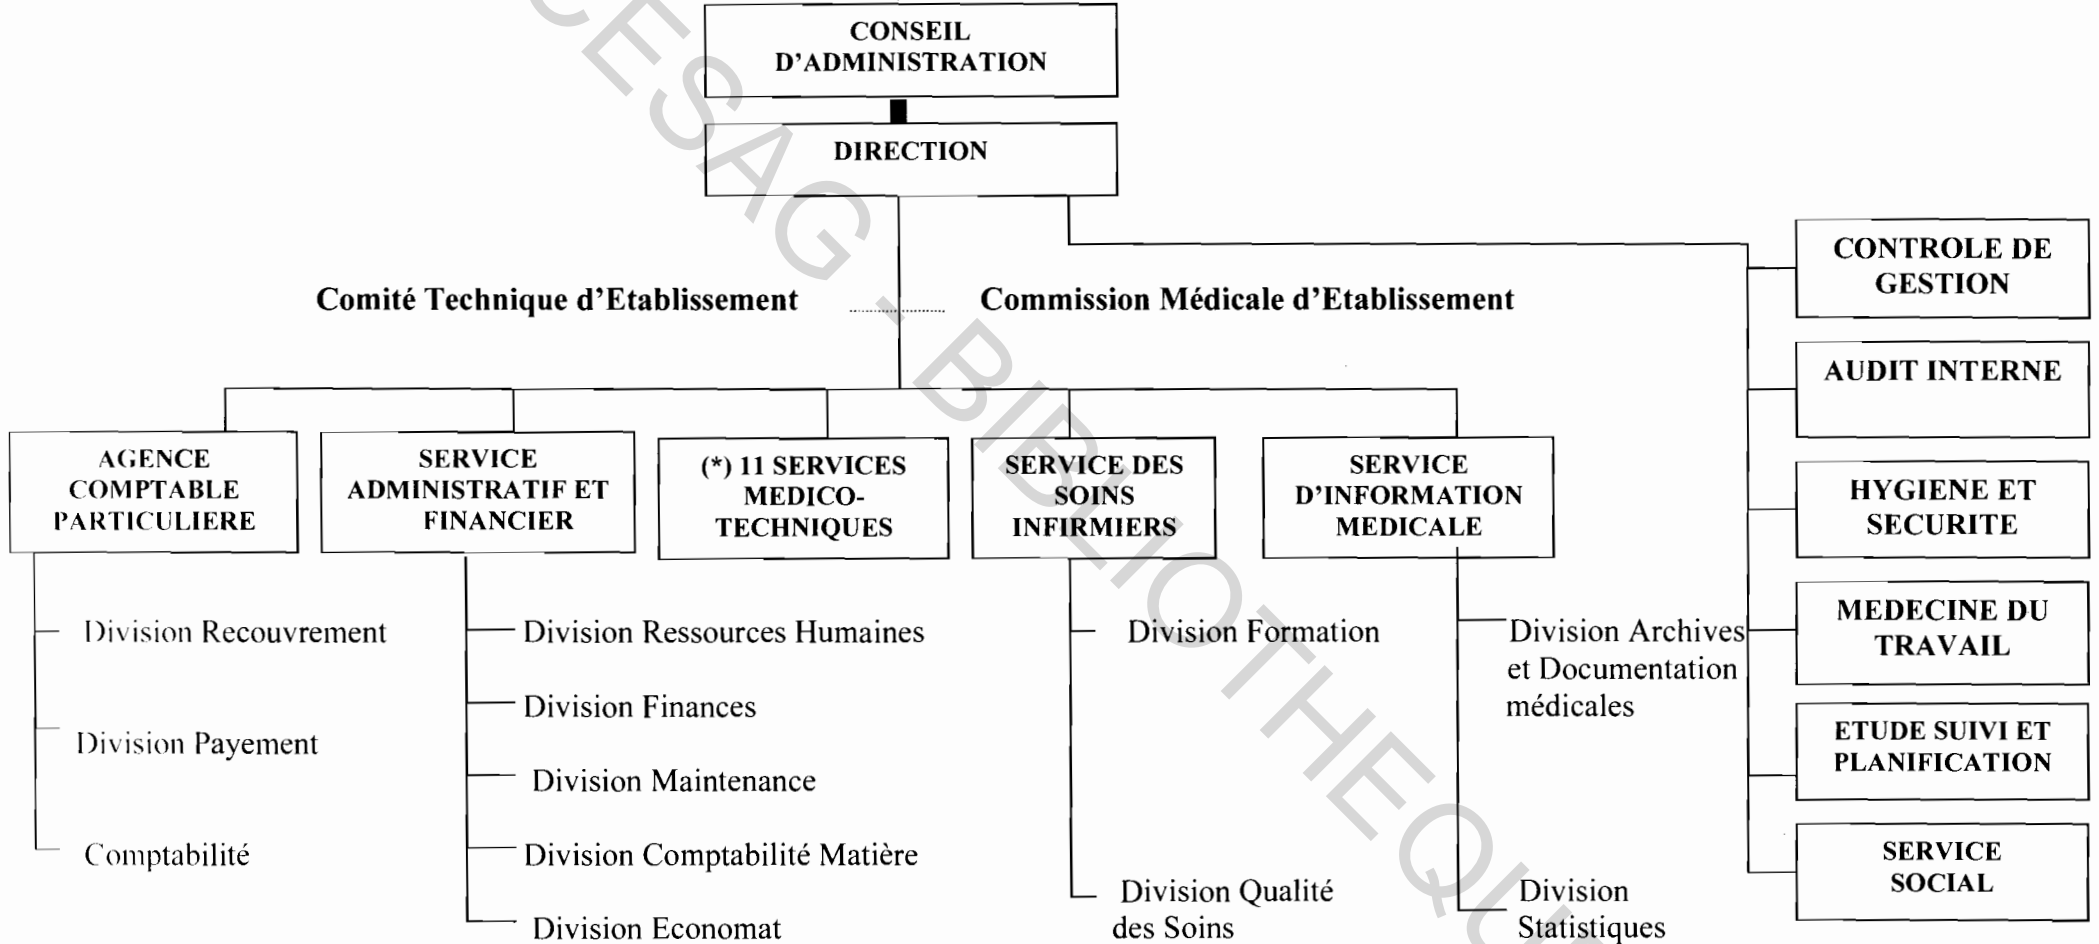 CONSEIL
D'ADMINISTRATION
DIRECTION
Comité Technique d'Etablissement
Commission Médicale d'Etablissement
AGENCE
COMPTABLE
PARTICULIERE
SERVICE
ADMINISTRATIF ET
FINANCIER
(*) 11 SERVICES
MEDICO-
TECHNIQUES
SERVICE DES
SOINS
INFIRMIERS
SERVICE
D'INFORMATION
MEDICALE
Division Recouvrement
Division Payement
Comptabilité
Division Ressources Humaines
Division Finances
Division Maintenance
Division Comptabilité Matière
Division Economat
Division Formation
Division Qualité
des Soins
Division Archives
et Documentation
médicales
Division
Statistiques
CONTROLE DE
GESTION
AUDIT INTERNE
HYGIENE ET
SECURITE
MEDECINE DU
TRAVAIL
ETUDE SUIVI ET
PLANIFICATION
SERVICE
SOCIAL
CESAG - BIBLIOTHEQU